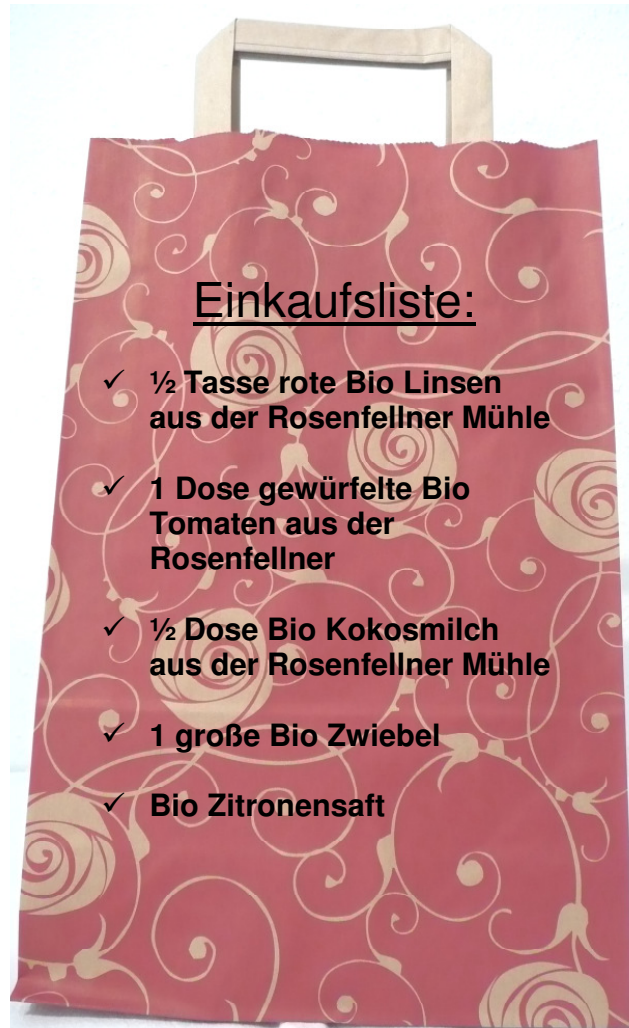 Einkaufsliste:
✓ ½ Tasse rote Bio Linsen
aus der Rosenfellner Mühle
✓ 1 Dose gewürfelte Bio
Tomaten aus der
Rosenfellner
✓ ½ Dose Bio Kokosmilch
aus der Rosenfellner Mühle
✓ 1 große Bio Zwiebel
✓ Bio Zitronensaft